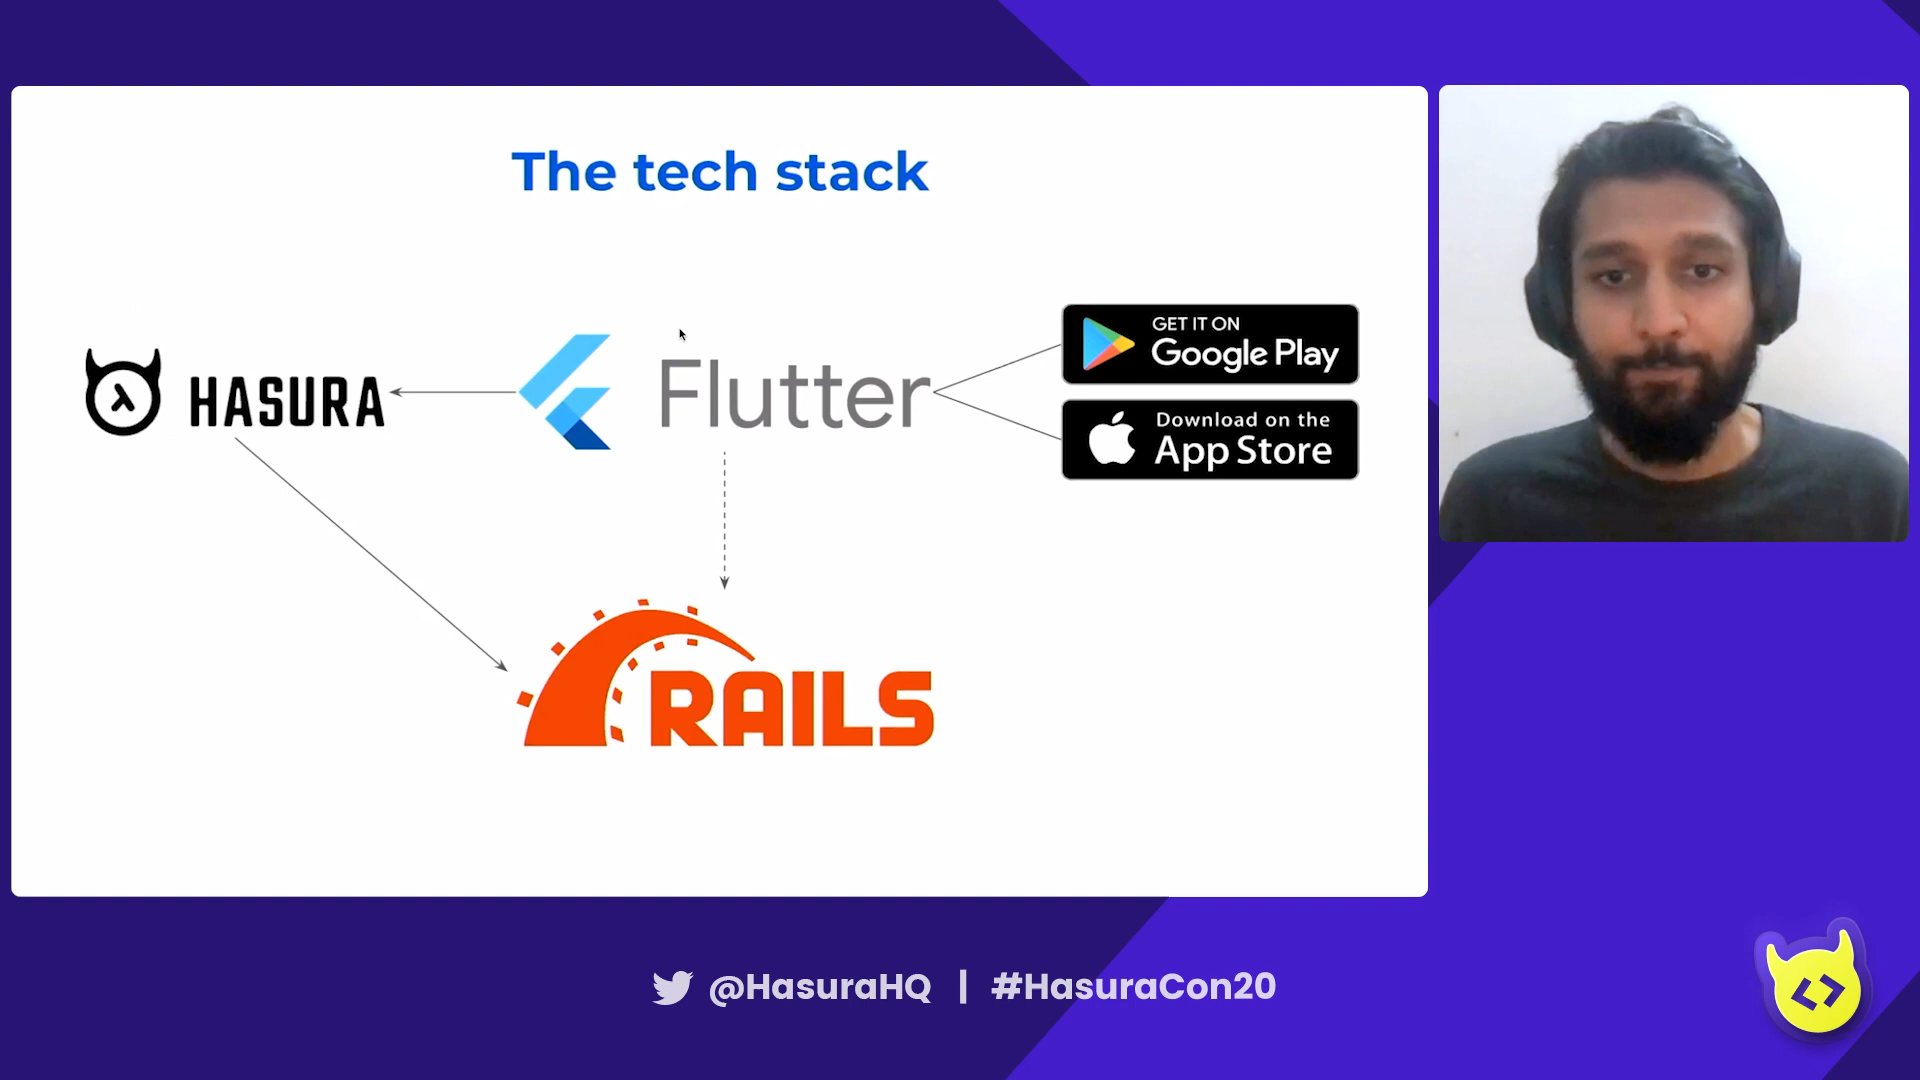 The tech stack
HASURA
Flutter
GET IT ON
Google Play
Download on the
App Store
RAILS
@HasuraHQ | #HasuraCon20